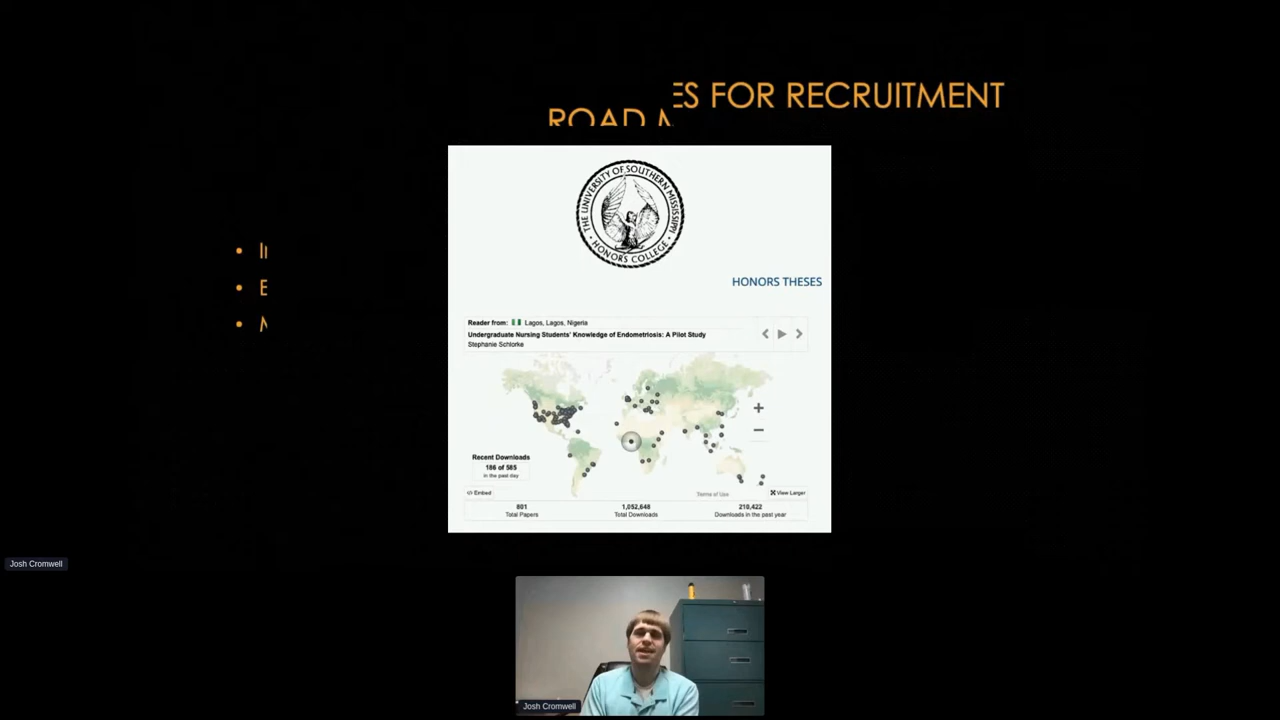 ES FOR RECRUITMENT
ROAD M
THE UNIVERSITY OF SOUTHERN MISSISSIPPI
HONORS COLLEGE
HONORS THESES
Reader from: Lagos, Lagos, Nigeria
Undergraduate Nursing Students' Knowledge of Endometriosis: A Pilot Study
Stephanie Schlorke
Recent Downloads
186 of 585
in the past day
</> Embed
Terms of Use
View Larger
801
Total Papers
1,052,648
Total Downloads
210,422
Downloads in the past year
Josh Cromwell
Josh Cromwell